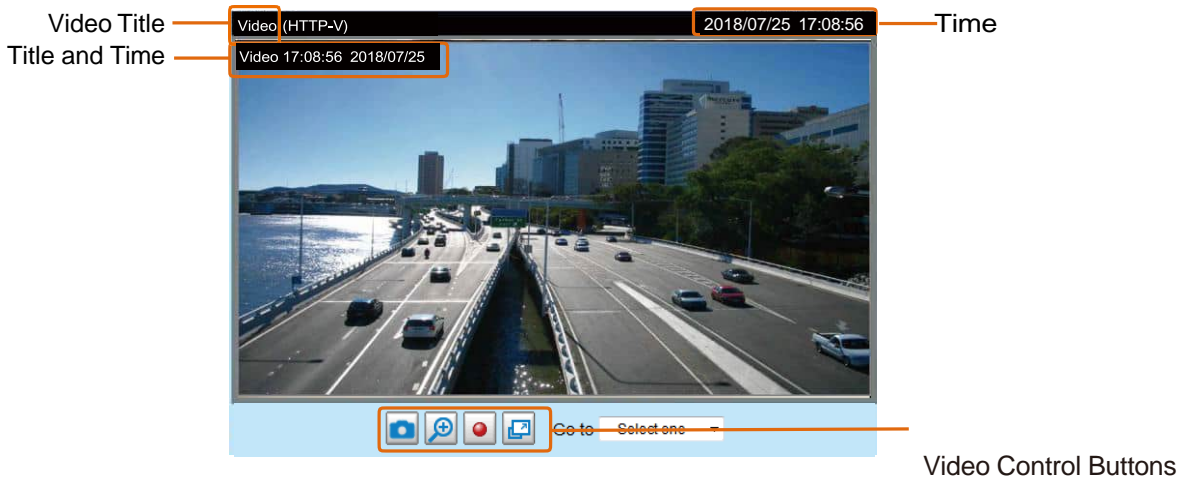 Video Title
Video (HTTP-V)
2018/07/25 17:08:56
Time
Title and Time
Video 17:08:56 2018/07/25
Go to
Select one
Video Control Buttons